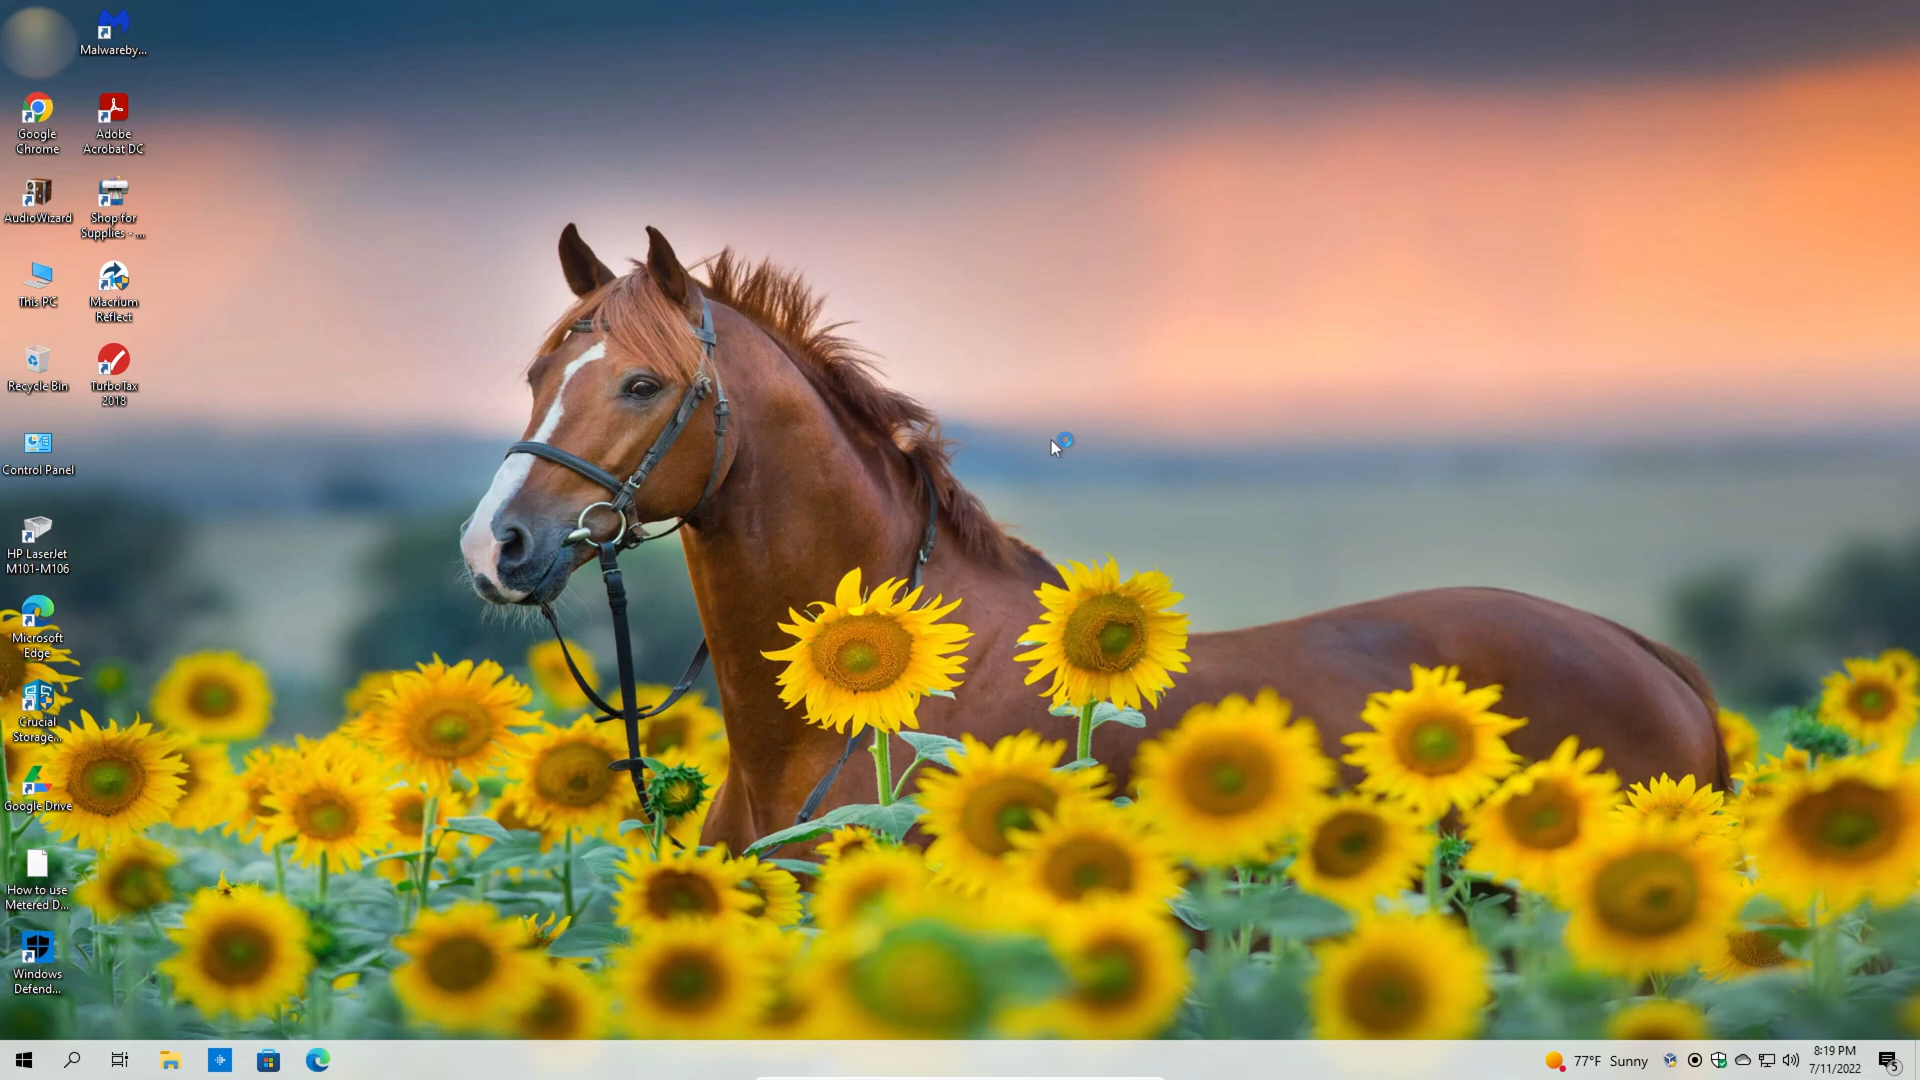 Malwareby...
Google
Chrome
Adobe
Acrobat DC
AudioWizard
Shop for
Supplies - ...
This PC
Macrium
Reflect
Recycle Bin
TurboTax
2018
Control Panel
HP LaserJet
M101-M106
Microsoft
Edge
Crucial
Storage...
Google Drive
How to use
Metered D...
Windows
Defend...
77°F Sunny
8:19 PM
7/11/2022
5